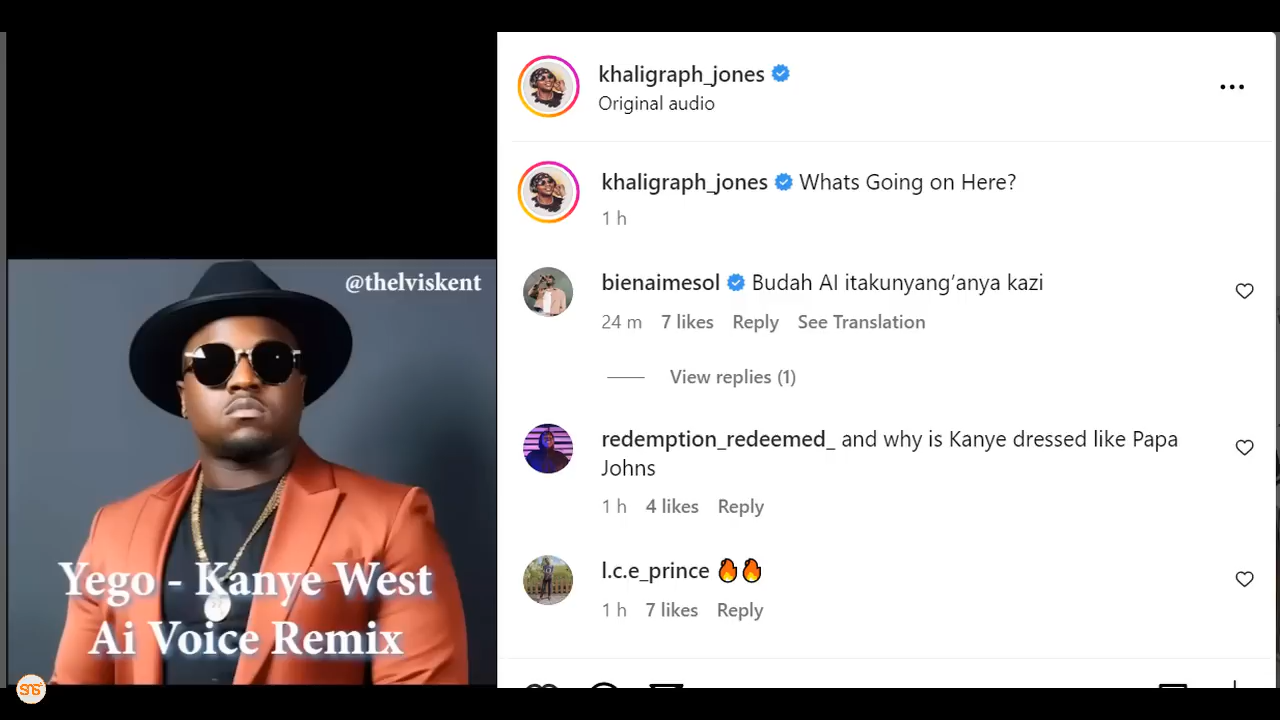 @thelviskent
Yego - Kanye West
Ai Voice Remix
khaligraph_jones
Original audio
khaligraph_jones Whats Going on Here?
1 h
bienaimesol Budah AI itakunyang’anya kazi
24 m 7 likes Reply See Translation
View replies (1)
redemption_redeemed_ and why is Kanye dressed like Papa
Johns
1 h 4 likes Reply
l.c.e_prince 🔥🔥
1 h 7 likes Reply
SNS